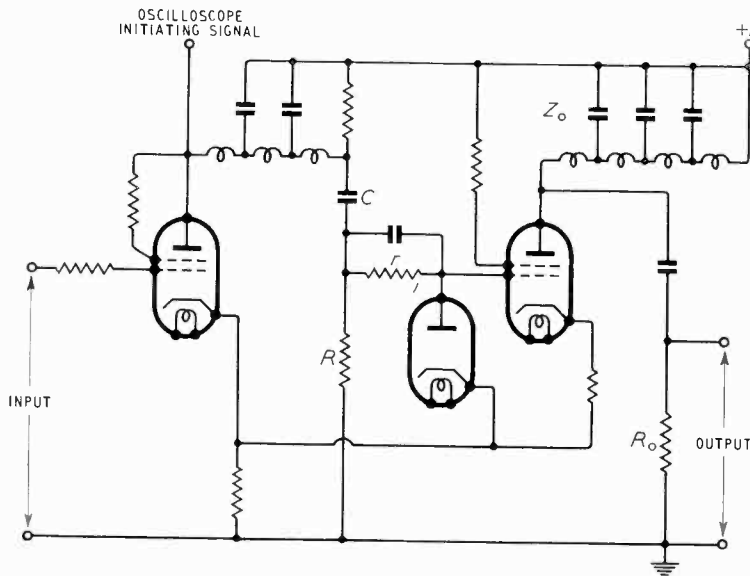 OSCILLOSCOPE
INITIATING SIGNAL
+
Z₀
C
r
R
INPUT
R₀
OUTPUT